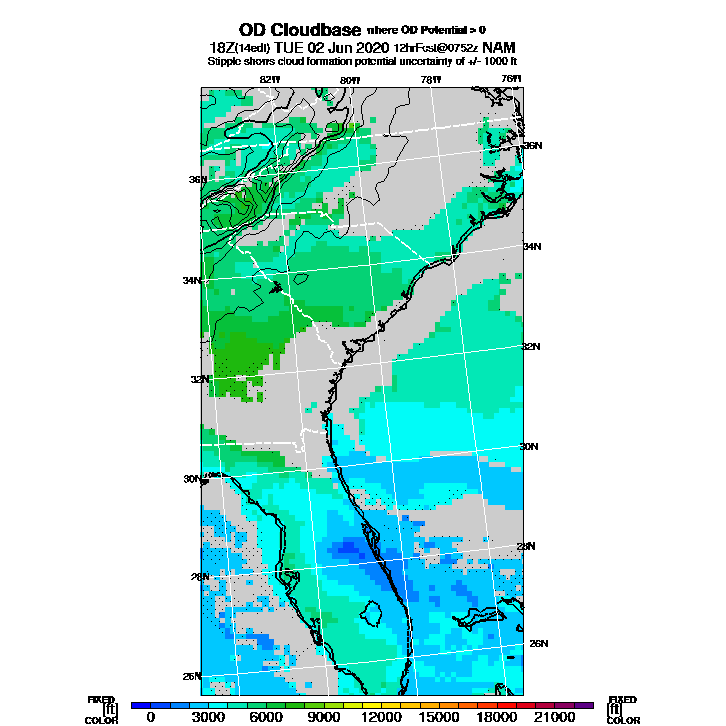 OD Cloudbase where OD Potential > 0
18Z(14edt) TUE 02 Jun 2020 12hrFcst@0752z NAM
Stipple shows cloud formation potential uncertainty of +/- 1000 ft
82W 80W 78W 76W
36N
36N
34N
34N
32N
32N
30N
30N
28N
28N
26N
26N
FIXED FIXED
[ft] [ft]
COLOR COLOR
0 3000 6000 9000 12000 15000 18000 21000